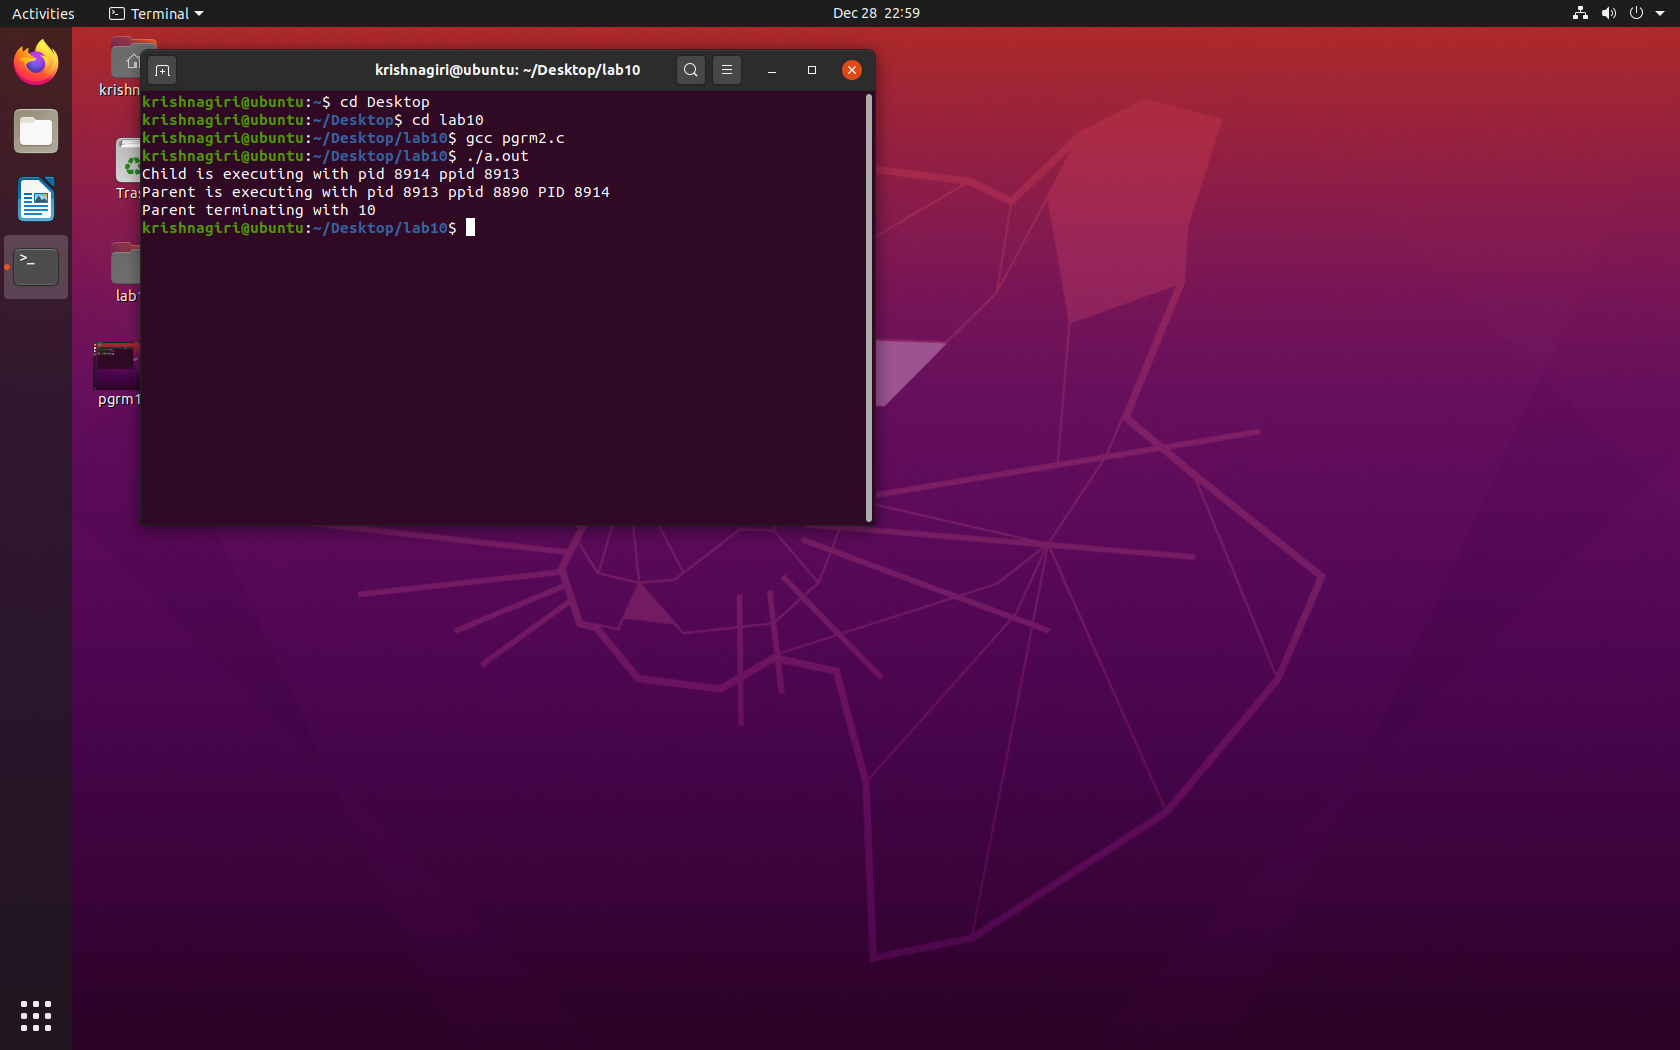 Activities
Terminal
Dec 28 22:59
krishn
Tra
lab
pgrm1
krishnagiri@ubuntu: ~/Desktop/lab10
krishnagiri@ubuntu:~$ cd Desktop
krishnagiri@ubuntu:~/Desktop$ cd lab10
krishnagiri@ubuntu:~/Desktop/lab10$ gcc pgrm2.c
krishnagiri@ubuntu:~/Desktop/lab10$ ./a.out
Child is executing with pid 8914 ppid 8913
Parent is executing with pid 8913 ppid 8890 PID 8914
Parent terminating with 10
krishnagiri@ubuntu:~/Desktop/lab10$